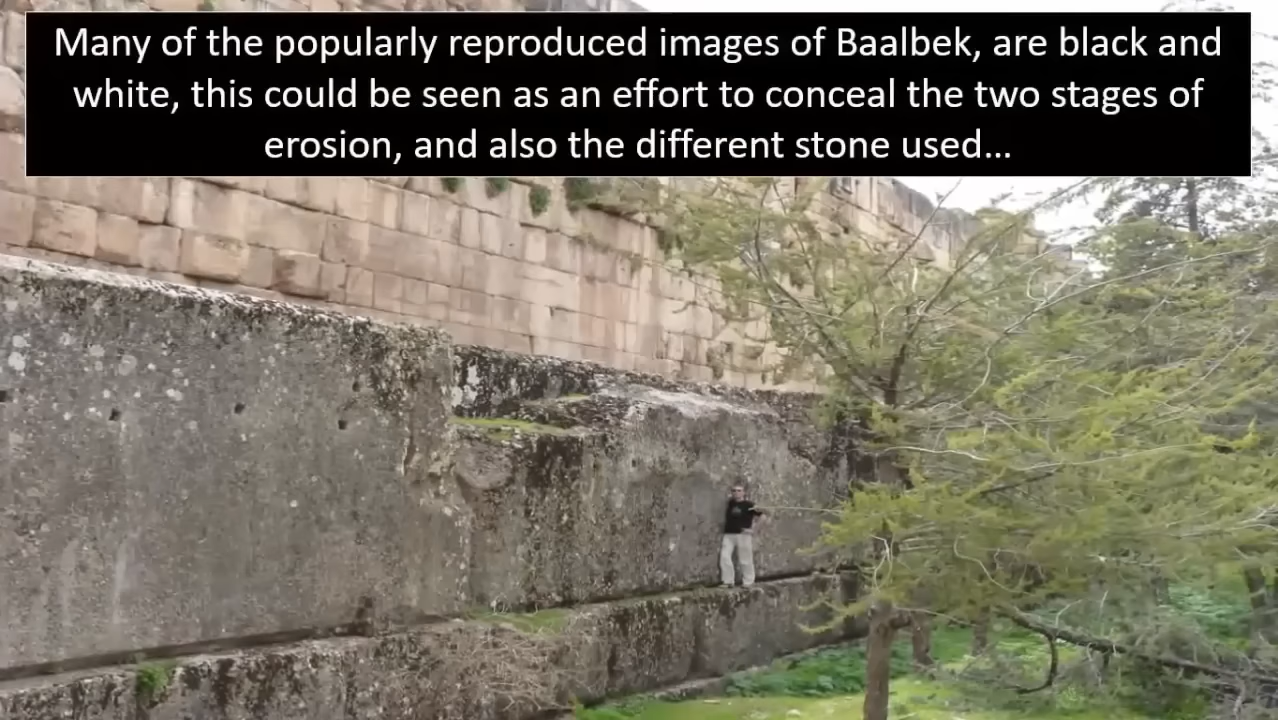 Many of the popularly reproduced images of Baalbek, are black and
white, this could be seen as an effort to conceal the two stages of
erosion, and also the different stone used...